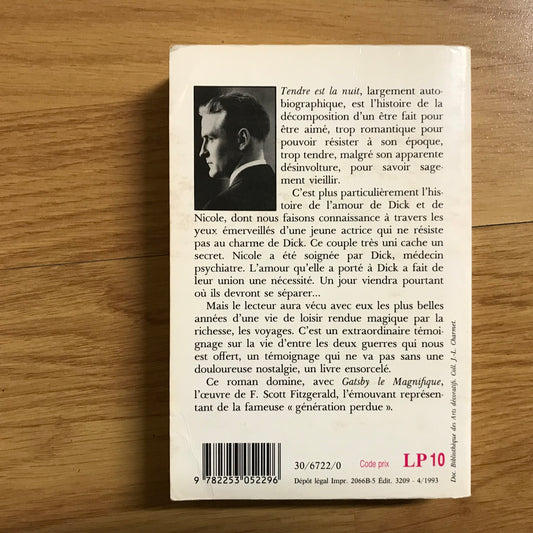 Tendre est la nuit, largement auto-
biographique, est l'histoire de la
décomposition d'un être fait pour
être aimé, trop romantique pour
pouvoir résister à son époque,
trop tendre, malgré son apparente
désinvolture, pour savoir sage-
ment vieillir.
C'est plus particulièrement l'his-
toire de l'amour de Dick et de
Nicole, dont nous faisons connaissance à travers les
yeux émerveillés d'une jeune actrice qui ne résiste
pas au charme de Dick. Ce couple très uni cache un
secret. Nicole a été soignée par Dick, médecin
psychiatre. L'amour qu'elle a porté à Dick a fait de
leur union une nécessité. Un jour viendra pourtant
où ils devront se séparer...
Mais le lecteur aura vécu avec eux les plus belles
années d'une vie de loisir rendue magique par la
richesse, les voyages. C'est un extraordinaire témoi-
gnage sur la vie d'entre les deux guerres qui nous
est offert, un témoignage qui ne va pas sans une
douloureuse nostalgie, un livre ensorcelé.
Ce roman domine, avec Gatsby le Magnifique,
l'œuvre de F. Scott Fitzgerald, l'émouvant représen-
tant de la fameuse « génération perdue ».
Doc. Bibliothèque des Arts décoratifs. Coll. J.-L. Charmet.
30/6722/0
Code prix
LP 10
9 782253 052296
Dépôt légal Impr. 2066B-5 Édit. 3209 - 4/1993